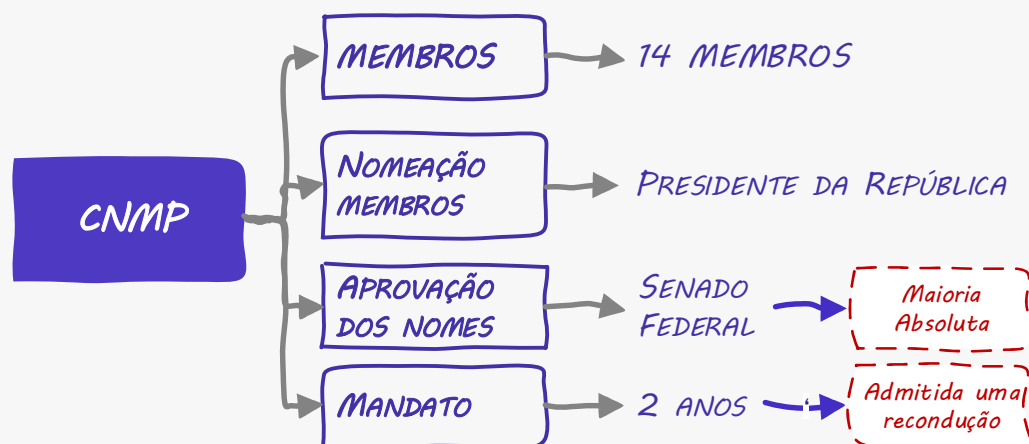 CNMP
MEMBROS
14 MEMBROS
NOMEAÇÃO
MEMBROS
PRESIDENTE DA REPÚBLICA
APROVAÇÃO
DOS NOMES
SENADO
FEDERAL
Maioria
Absoluta
MANDATO
2 ANOS
Admitida uma
recondução